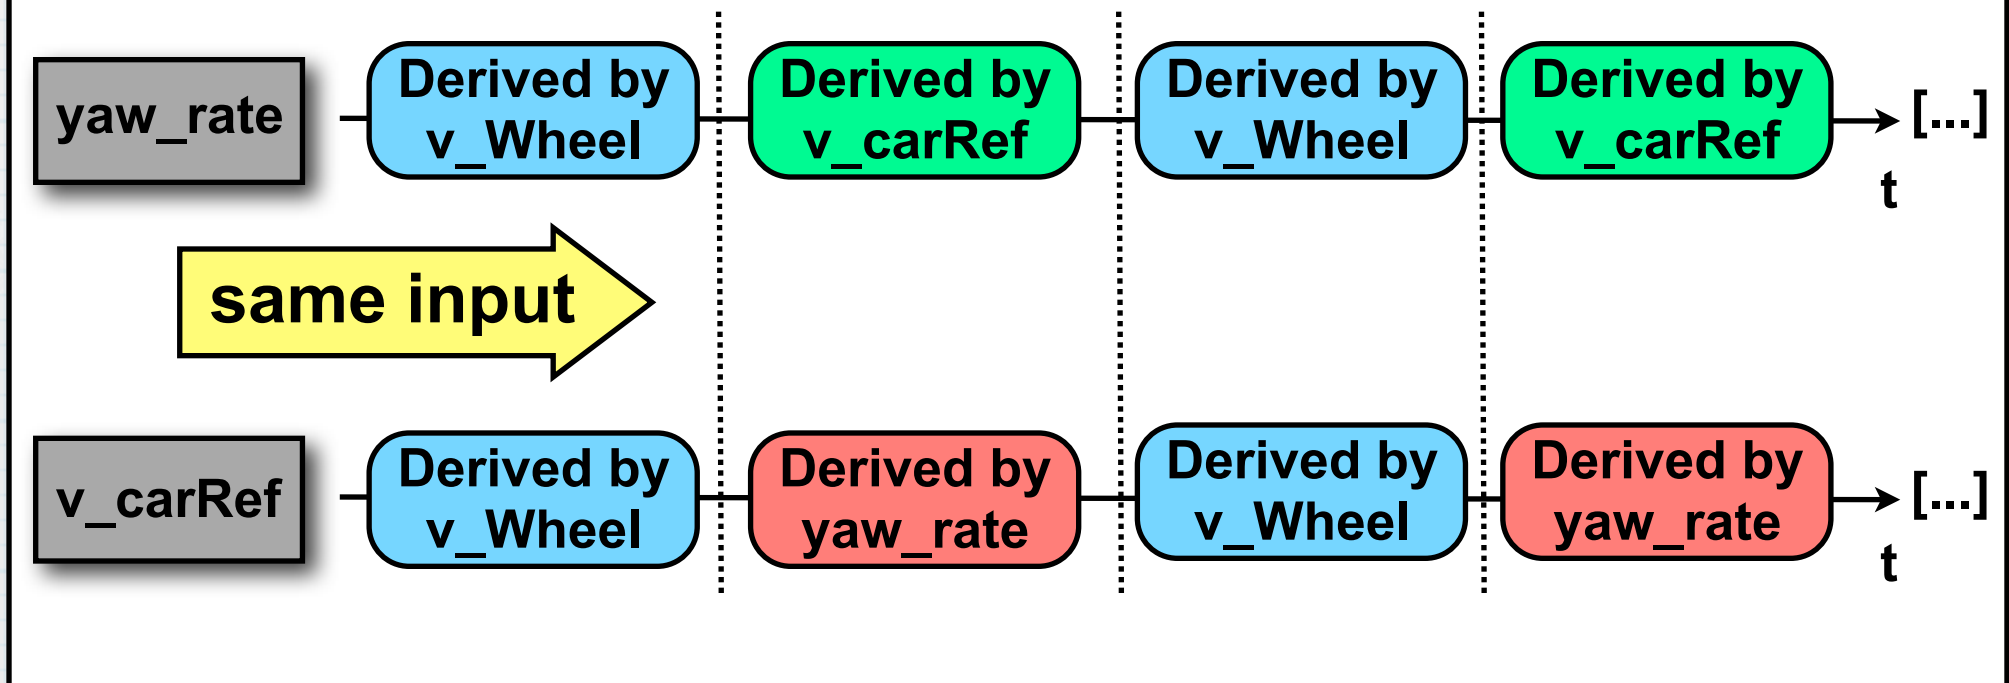 yaw_rate
Derived by
v_Wheel
Derived by
v_carRef
Derived by
v_Wheel
Derived by
v_carRef
[...]
t
same input
v_carRef
Derived by
v_Wheel
Derived by
yaw_rate
Derived by
v_Wheel
Derived by
yaw_rate
[...]
t